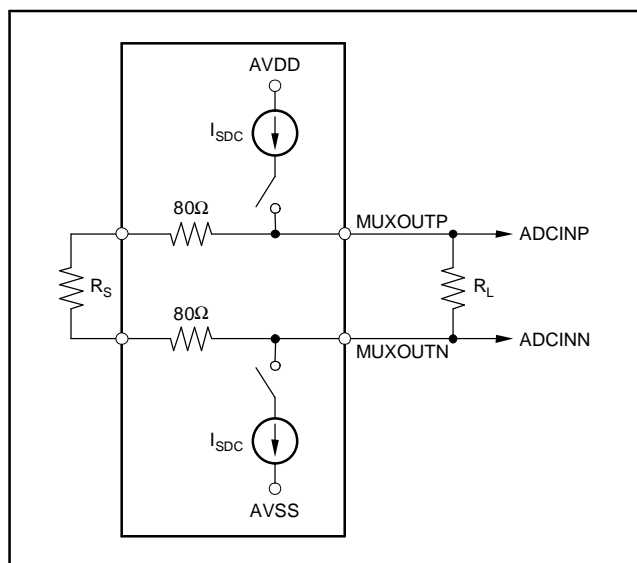 AVDD
I_SDC
80Ω
MUXOUTP
ADCINP
R_S
R_L
80Ω
MUXOUTN
ADCINN
I_SDC
AVSS